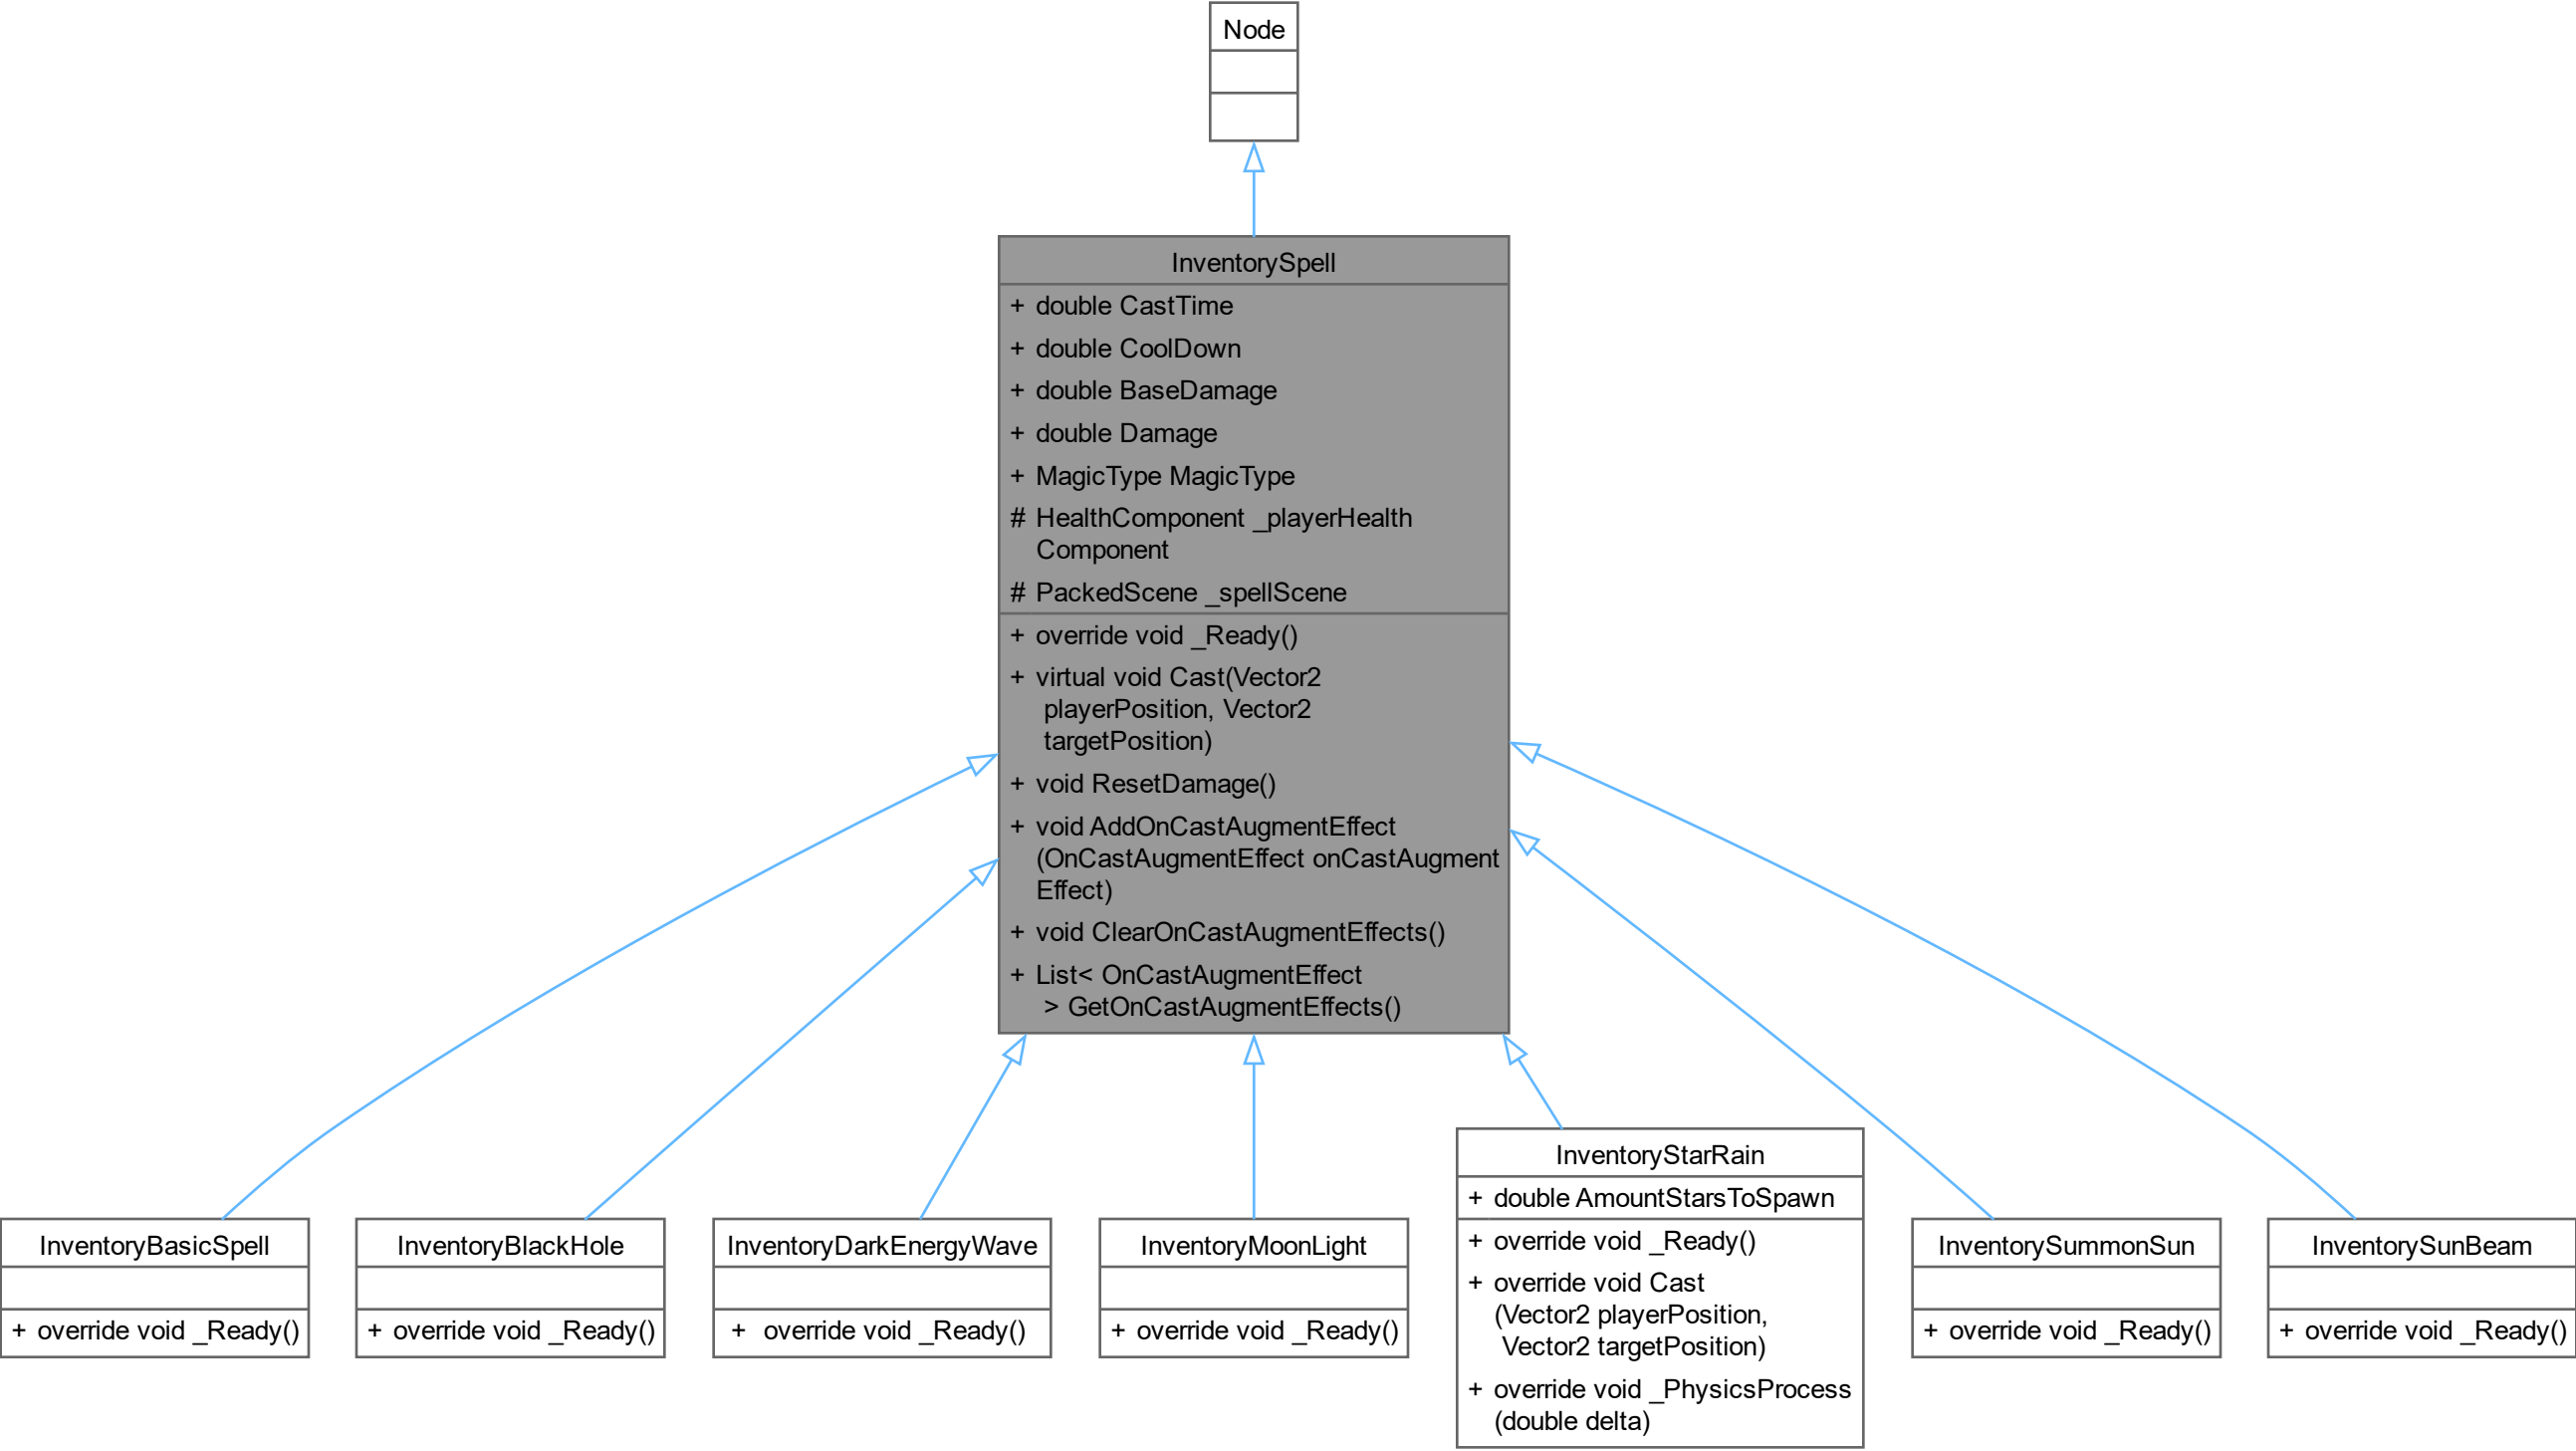 Node
InventorySpell
+ double CastTime
+ double CoolDown
+ double BaseDamage
+ double Damage
+ MagicType MagicType
# HealthComponent _playerHealth
Component
# PackedScene _spellScene
+ override void _Ready()
+ virtual void Cast(Vector2
playerPosition, Vector2
targetPosition)
+ void ResetDamage()
+ void AddOnCastAugmentEffect
(OnCastAugmentEffect onCastAugment
Effect)
+ void ClearOnCastAugmentEffects()
+ List< OnCastAugmentEffect
> GetOnCastAugmentEffects()
InventoryBasicSpell
+ override void _Ready()
InventoryBlackHole
+ override void _Ready()
InventoryDarkEnergyWave
+ override void _Ready()
InventoryMoonLight
+ override void _Ready()
InventoryStarRain
+ double AmountStarsToSpawn
+ override void _Ready()
+ override void Cast
(Vector2 playerPosition,
Vector2 targetPosition)
+ override void _PhysicsProcess
(double delta)
InventorySummonSun
+ override void _Ready()
InventorySunBeam
+ override void _Ready()